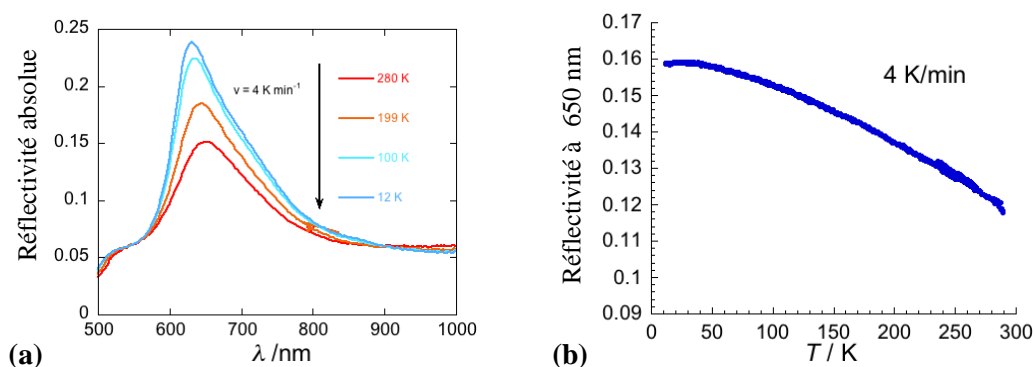 0.25
0.2
0.15
0.1
0.05
0
Réflectivité absolue
v = 4 K min⁻¹
280 K
199 K
100 K
12 K
500 600 700 800 900 1000
λ /nm
(a)
0.17
0.16
0.15
0.14
0.13
0.12
0.11
0.1
0.09
Réflectivité à 650 nm
4 K/min
0 50 100 150 200 250 300
T / K
(b)